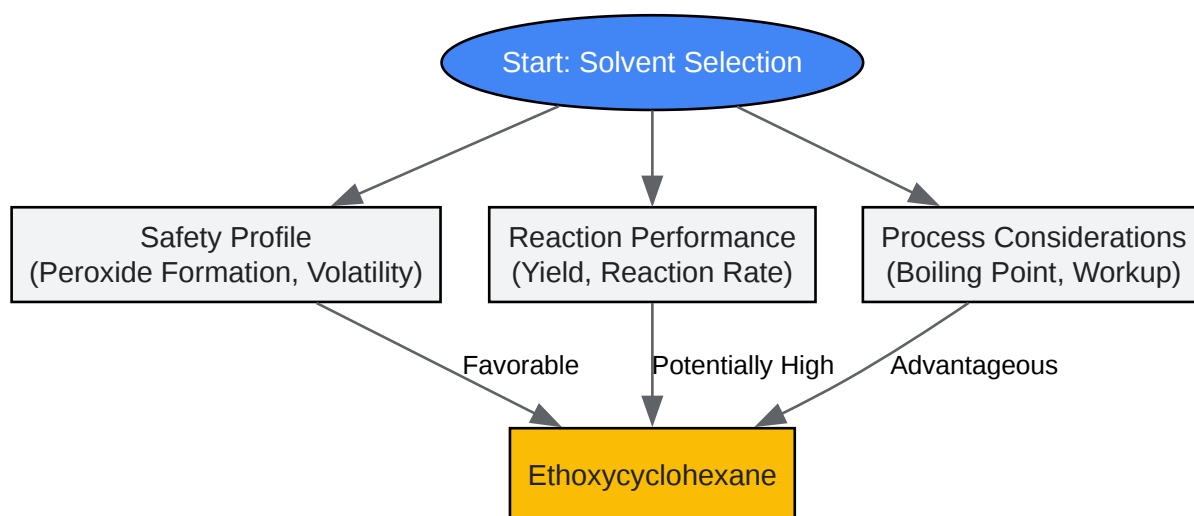 Start: Solvent Selection
Safety Profile
(Peroxide Formation, Volatility)
Reaction Performance
(Yield, Reaction Rate)
Process Considerations
(Boiling Point, Workup)
Favorable
Potentially High
Advantageous
Ethoxycyclohexane